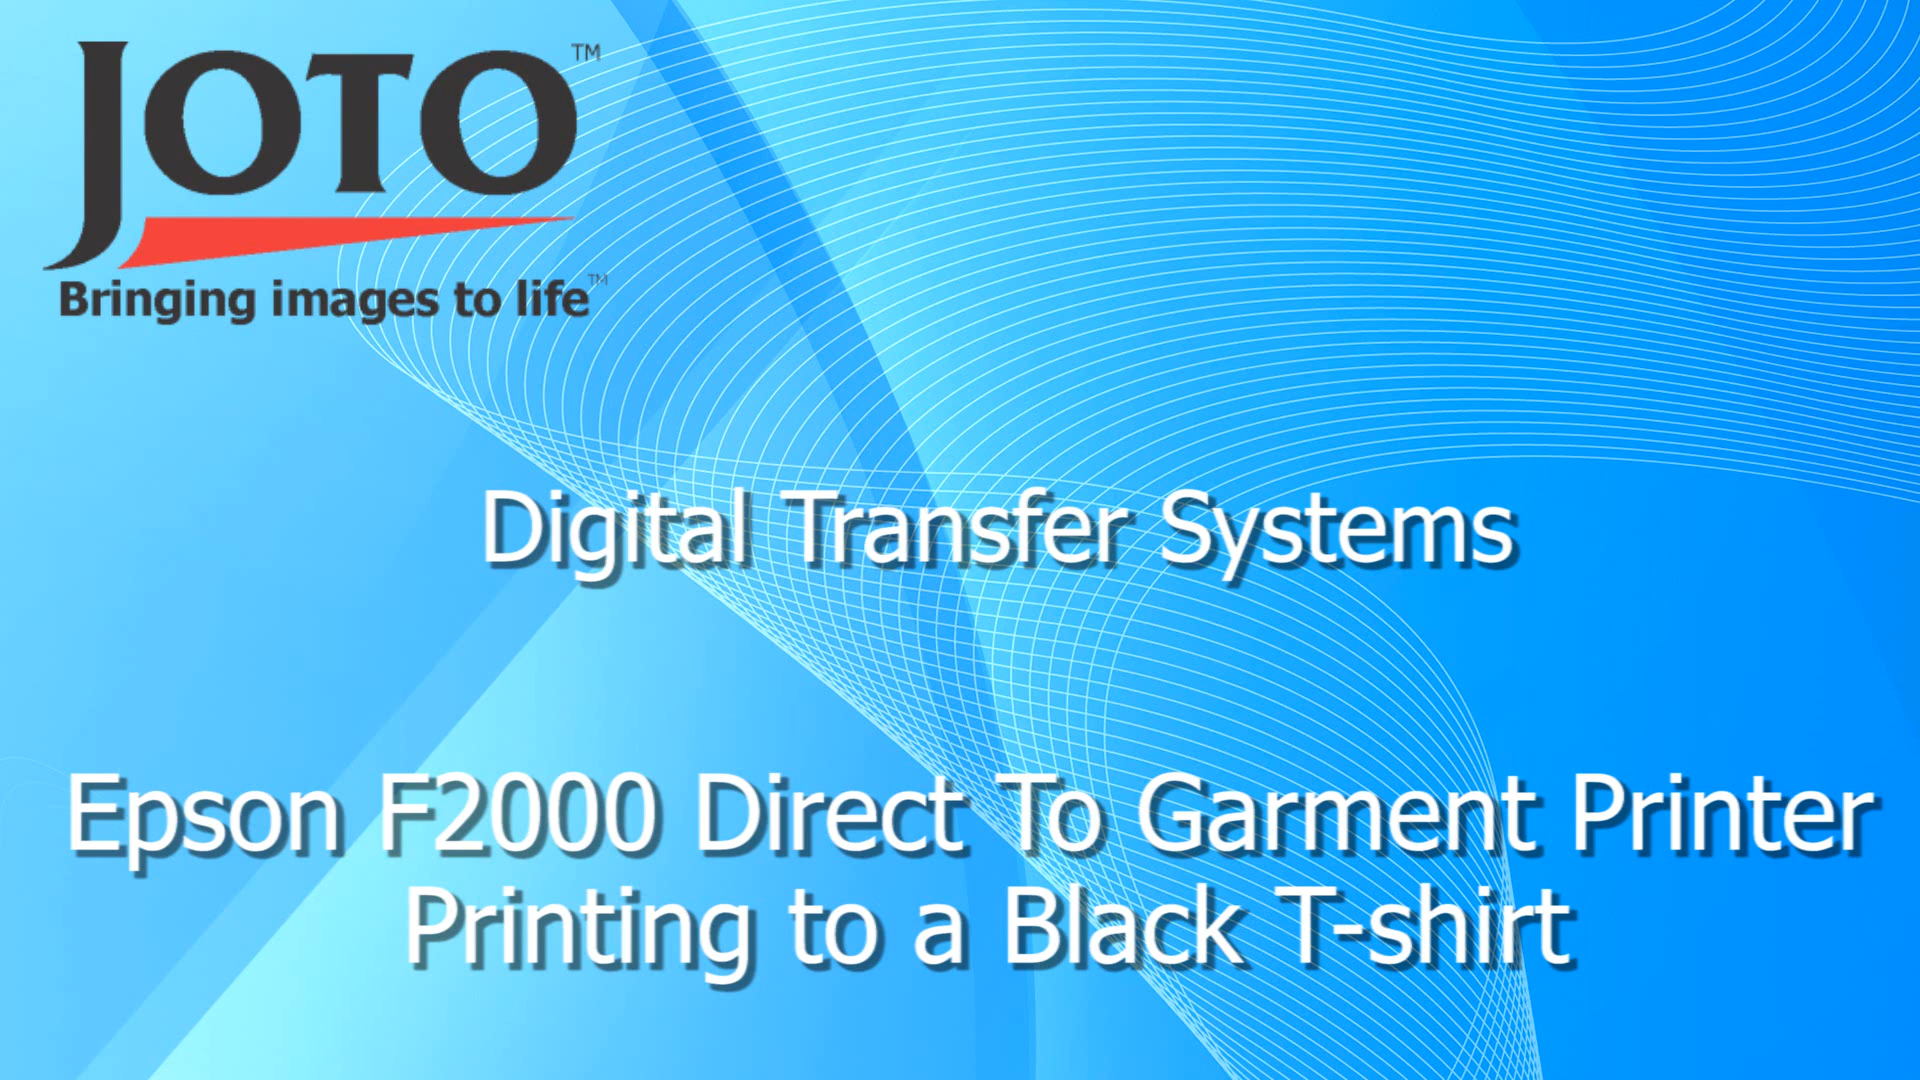 JOTO™
Bringing images to life™
Digital Transfer Systems
Epson F2000 Direct To Garment Printer
Printing to a Black T-shirt